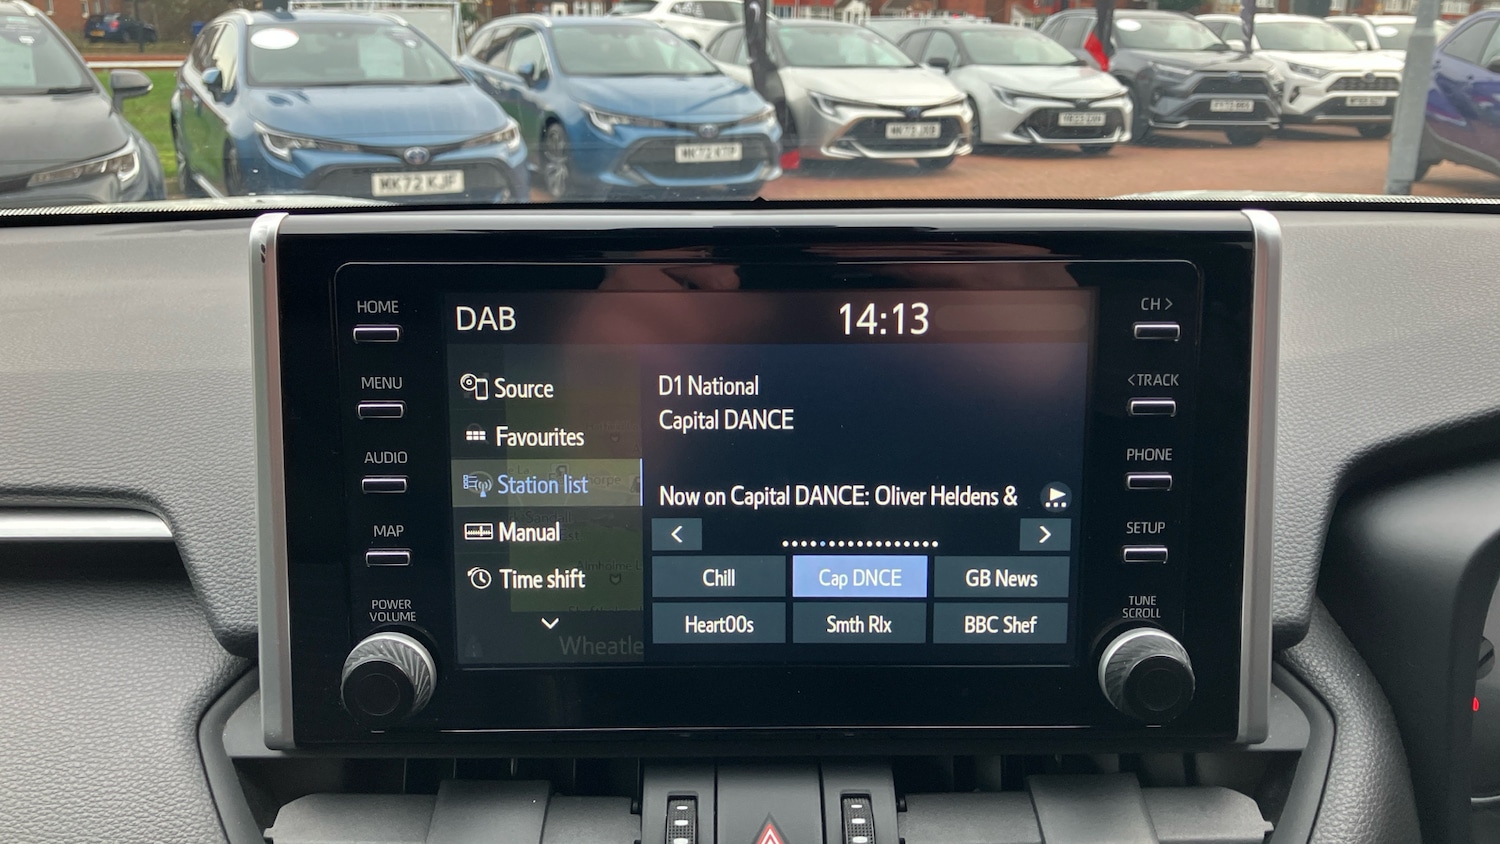 MK72 KJF
MK72 KTP
HOME
MENU
AUDIO
MAP
POWER
VOLUME
DAB
14:13
Source
Favourites
Station list
Manual
Time shift
Wheatle
D1 National
Capital DANCE
Now on Capital DANCE: Oliver Heldens &
<
>
Chill
Cap DNCE
GB News
Heart00s
Smth Rlx
BBC Shef
CH >
< TRACK
PHONE
SETUP
TUNE
SCROLL